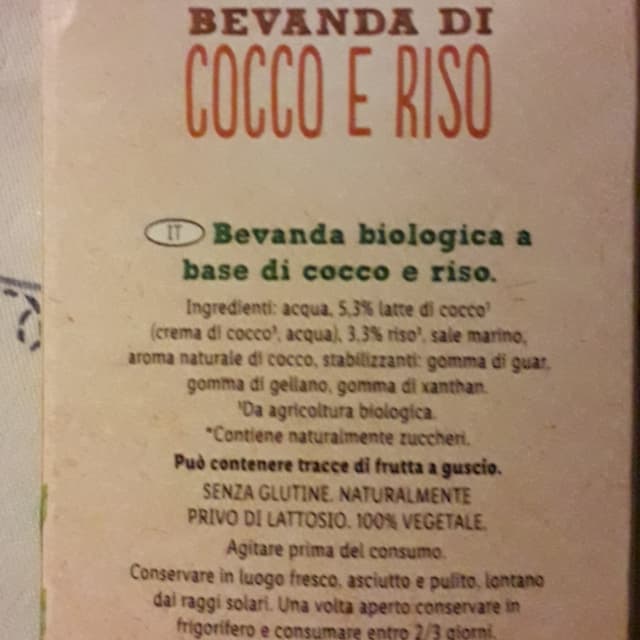 BEVANDA DI
COCCO E RISO
IT Bevanda biologica a
base di cocco e riso.
Ingredienti: acqua, 5,3% latte di cocco¹
(crema di cocco¹, acqua), 3,3% riso¹, sale marino,
aroma naturale di cocco, stabilizzanti: gomma di guar,
gomma di gellano, gomma di xanthan.
¹Da agricoltura biologica.
*Contiene naturalmente zuccheri.
Può contenere tracce di frutta a guscio.
SENZA GLUTINE. NATURALMENTE
PRIVO DI LATTOSIO. 100% VEGETALE.
Agitare prima del consumo.
Conservare in luogo fresco, asciutto e pulito, lontano
dai raggi solari. Una volta aperto conservare in
frigorifero e consumare entro 2/3 giorni.